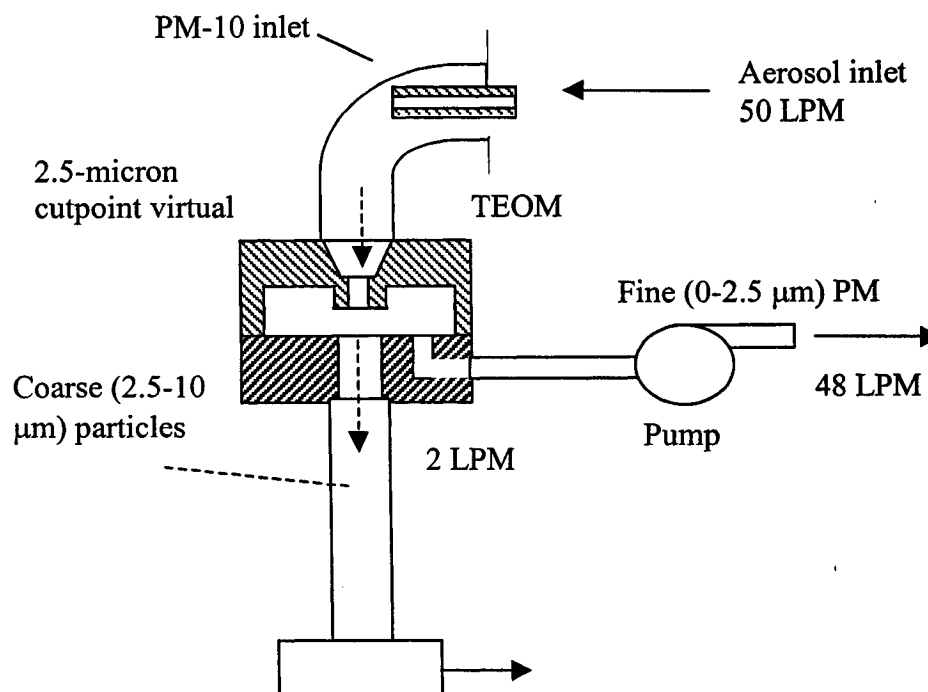 PM-10 inlet
Aerosol inlet
50 LPM
2.5-micron
cutpoint virtual
TEOM
Fine (0-2.5 μm) PM
48 LPM
Pump
Coarse (2.5-10
μm) particles
2 LPM